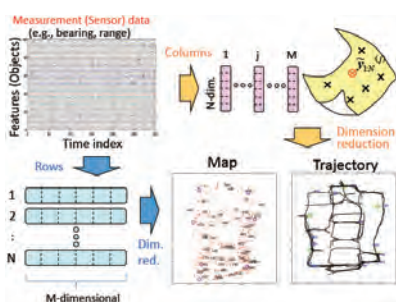 Measurement (Sensor) data
(e.g., bearing, range)
Features (Objects)
Time index
Columns
1 j M
N-dim.
Dimension
reduction
Rows
1
2
:
N
M-dimensional
Dim.
red.
Map
Trajectory